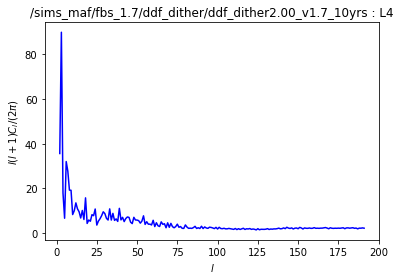 /sims_maf/fbs_1.7/ddf_dither/ddf_dither2.00_v1.7_10yrs : L4
l(l + 1)C_l/(2π)
80
60
40
20
0
0 25 50 75 100 125 150 175 200
l